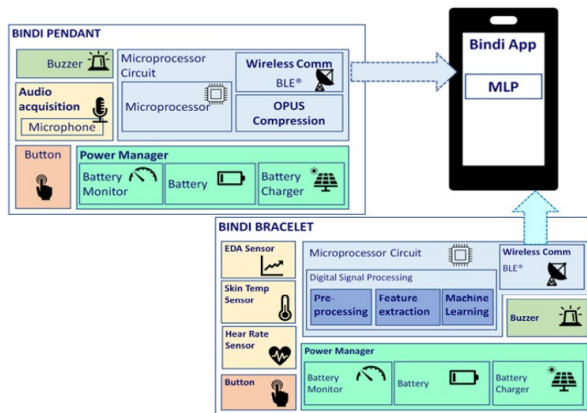 BINDI PENDANT
Buzzer
Audio
acquisition
Microphone
Microprocessor
Circuit
Microprocessor
Wireless Comm
BLE®
OPUS
Compression
Button
Power Manager
Battery
Monitor
Battery
Battery
Charger
Bindi App
MLP
BINDI BRACELET
EDA Sensor
Skin Temp
Sensor
Hear Rate
Sensor
Button
Microprocessor Circuit
Digital Signal Processing
Pre-
processing
Feature
extraction
Machine
Learning
Wireless Comm
BLE®
Buzzer
Power Manager
Battery
Monitor
Battery
Battery
Charger